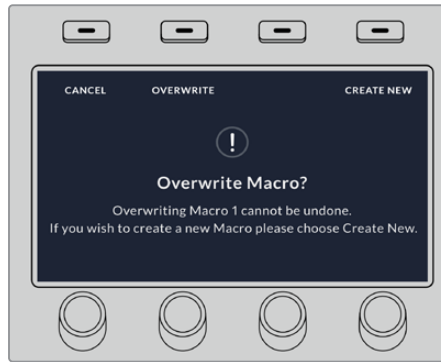 CANCEL OVERWRITE CREATE NEW
!
Overwrite Macro?
Overwriting Macro 1 cannot be undone.
If you wish to create a new Macro please choose Create New.